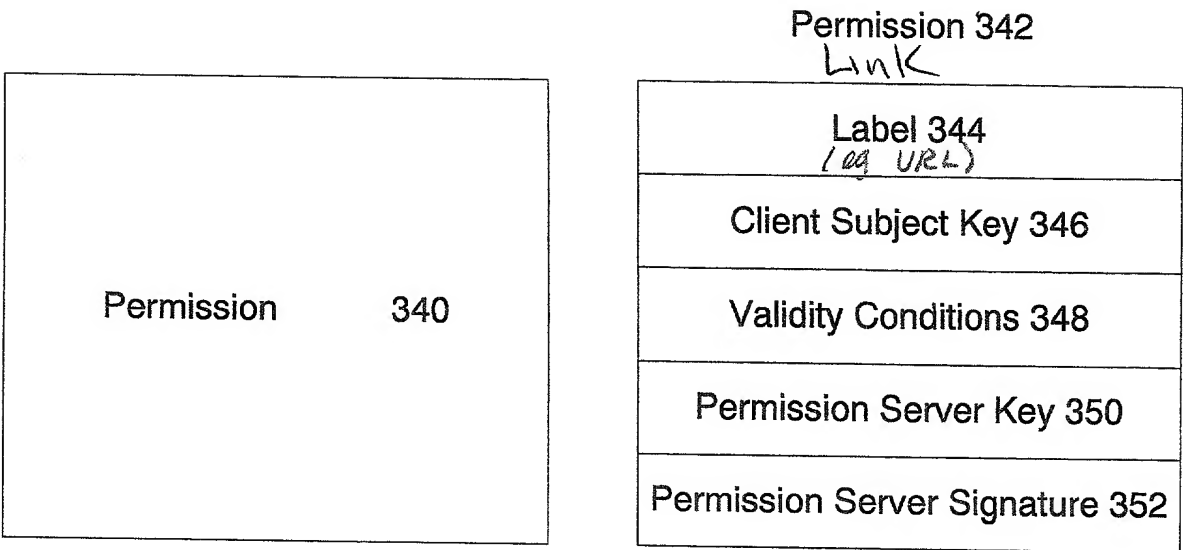 Permission 340
Permission 342
Link
Label 344
(eg URL)
Client Subject Key 346
Validity Conditions 348
Permission Server Key 350
Permission Server Signature 352